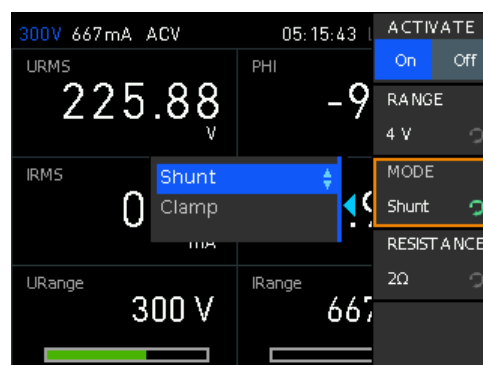 300V 667mA ACV 05:15:43
ACTIVATE
On Off
URMS PHI
225.88 -9
V
RANGE
4 V
IRMS
MODE
Shunt
Clamp
Shunt
0
mA
RESISTANCE
2Ω
URange IRange
300 V 667